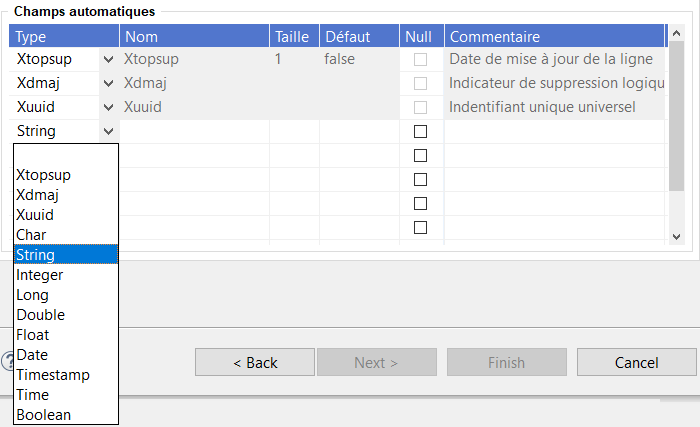 Champs automatiques
Type Nom Taille Défaut Null Commentaire
Xtopsup Xtopsup 1 false Date de mise à jour de la ligne
Xdmaj Xdmaj Indicateur de suppression logiqu
Xuuid Xuuid Indentifiant unique universel
String
Xtopsup
Xdmaj
Xuuid
Char
String
Integer
Long
Double
Float
Date
Timestamp
Time
Boolean
?
< Back Next > Finish Cancel